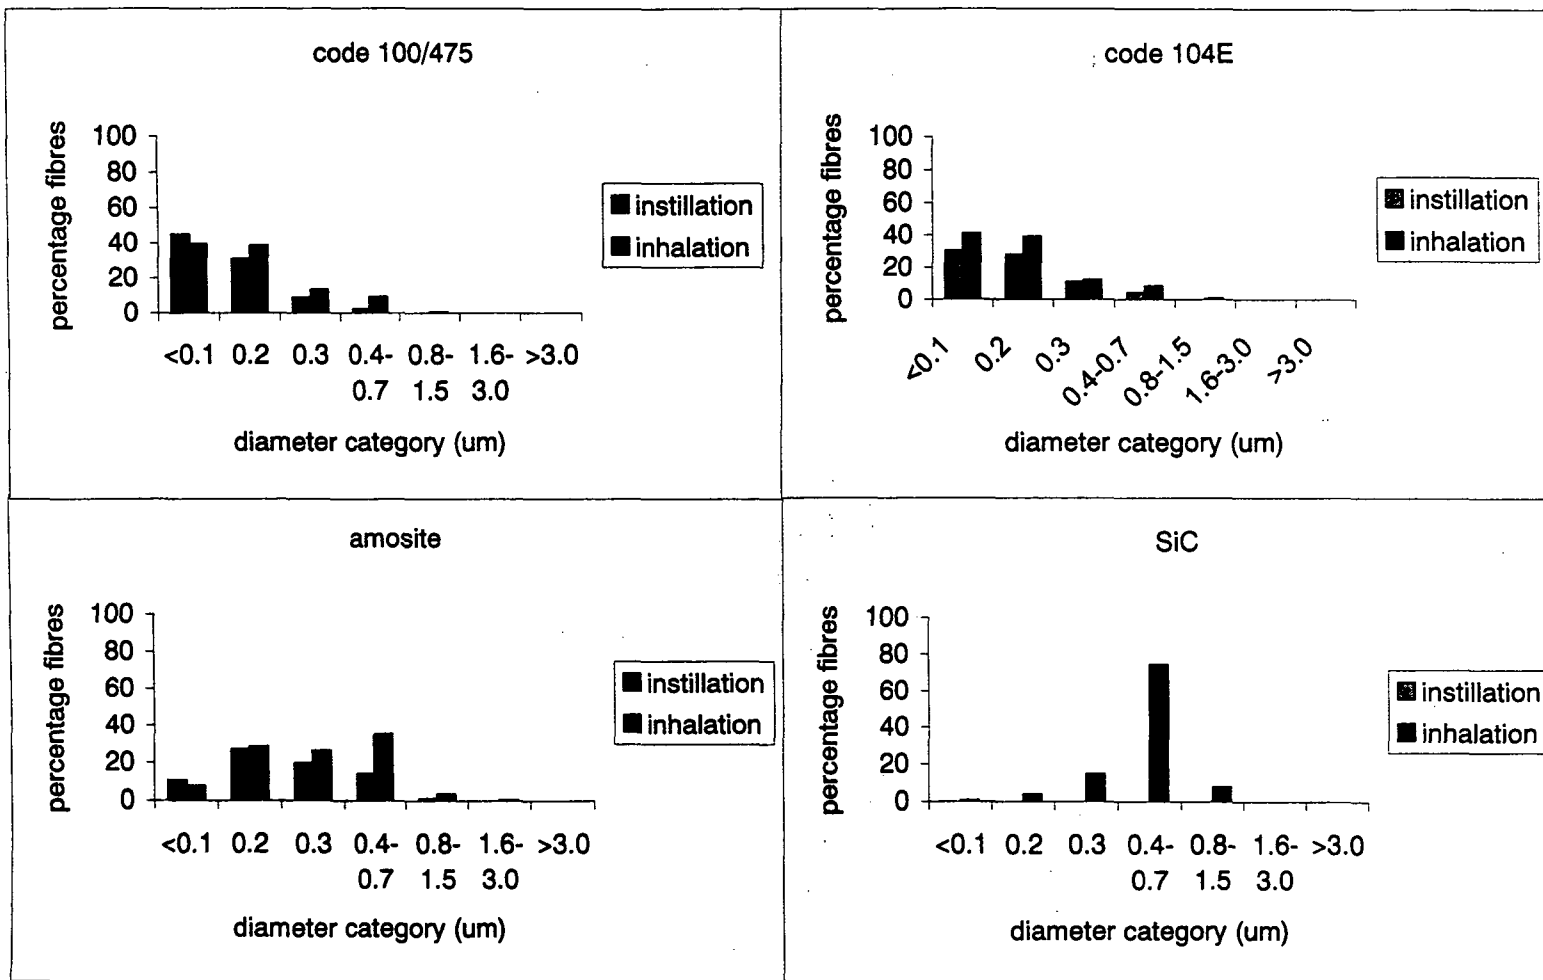 code 100/475
percentage fibres
100
80
60
40
20
0
<0.1 0.2 0.3 0.4- 0.8- 1.6- >3.0
0.7 1.5 3.0
diameter category (um)
instillation
inhalation
code 104E
percentage fibres
100
80
60
40
20
0
<0.1 0.2 0.3 0.4-0.7 0.8-1.5 1.6-3.0 >3.0
diameter category (um)
instillation
inhalation
amosite
percentage fibres
100
80
60
40
20
0
<0.1 0.2 0.3 0.4- 0.8- 1.6- >3.0
0.7 1.5 3.0
diameter category (um)
instillation
inhalation
SiC
percentage fibres
100
80
60
40
20
0
<0.1 0.2 0.3 0.4- 0.8- 1.6- >3.0
0.7 1.5 3.0
diameter category (um)
instillation
inhalation